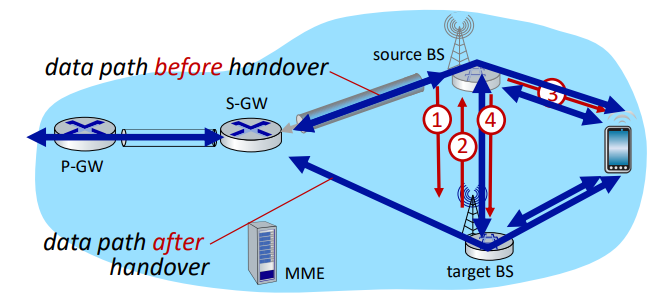 source BS
data path before handover
S-GW
P-GW
3
1
4
2
data path after
handover
MME
target BS